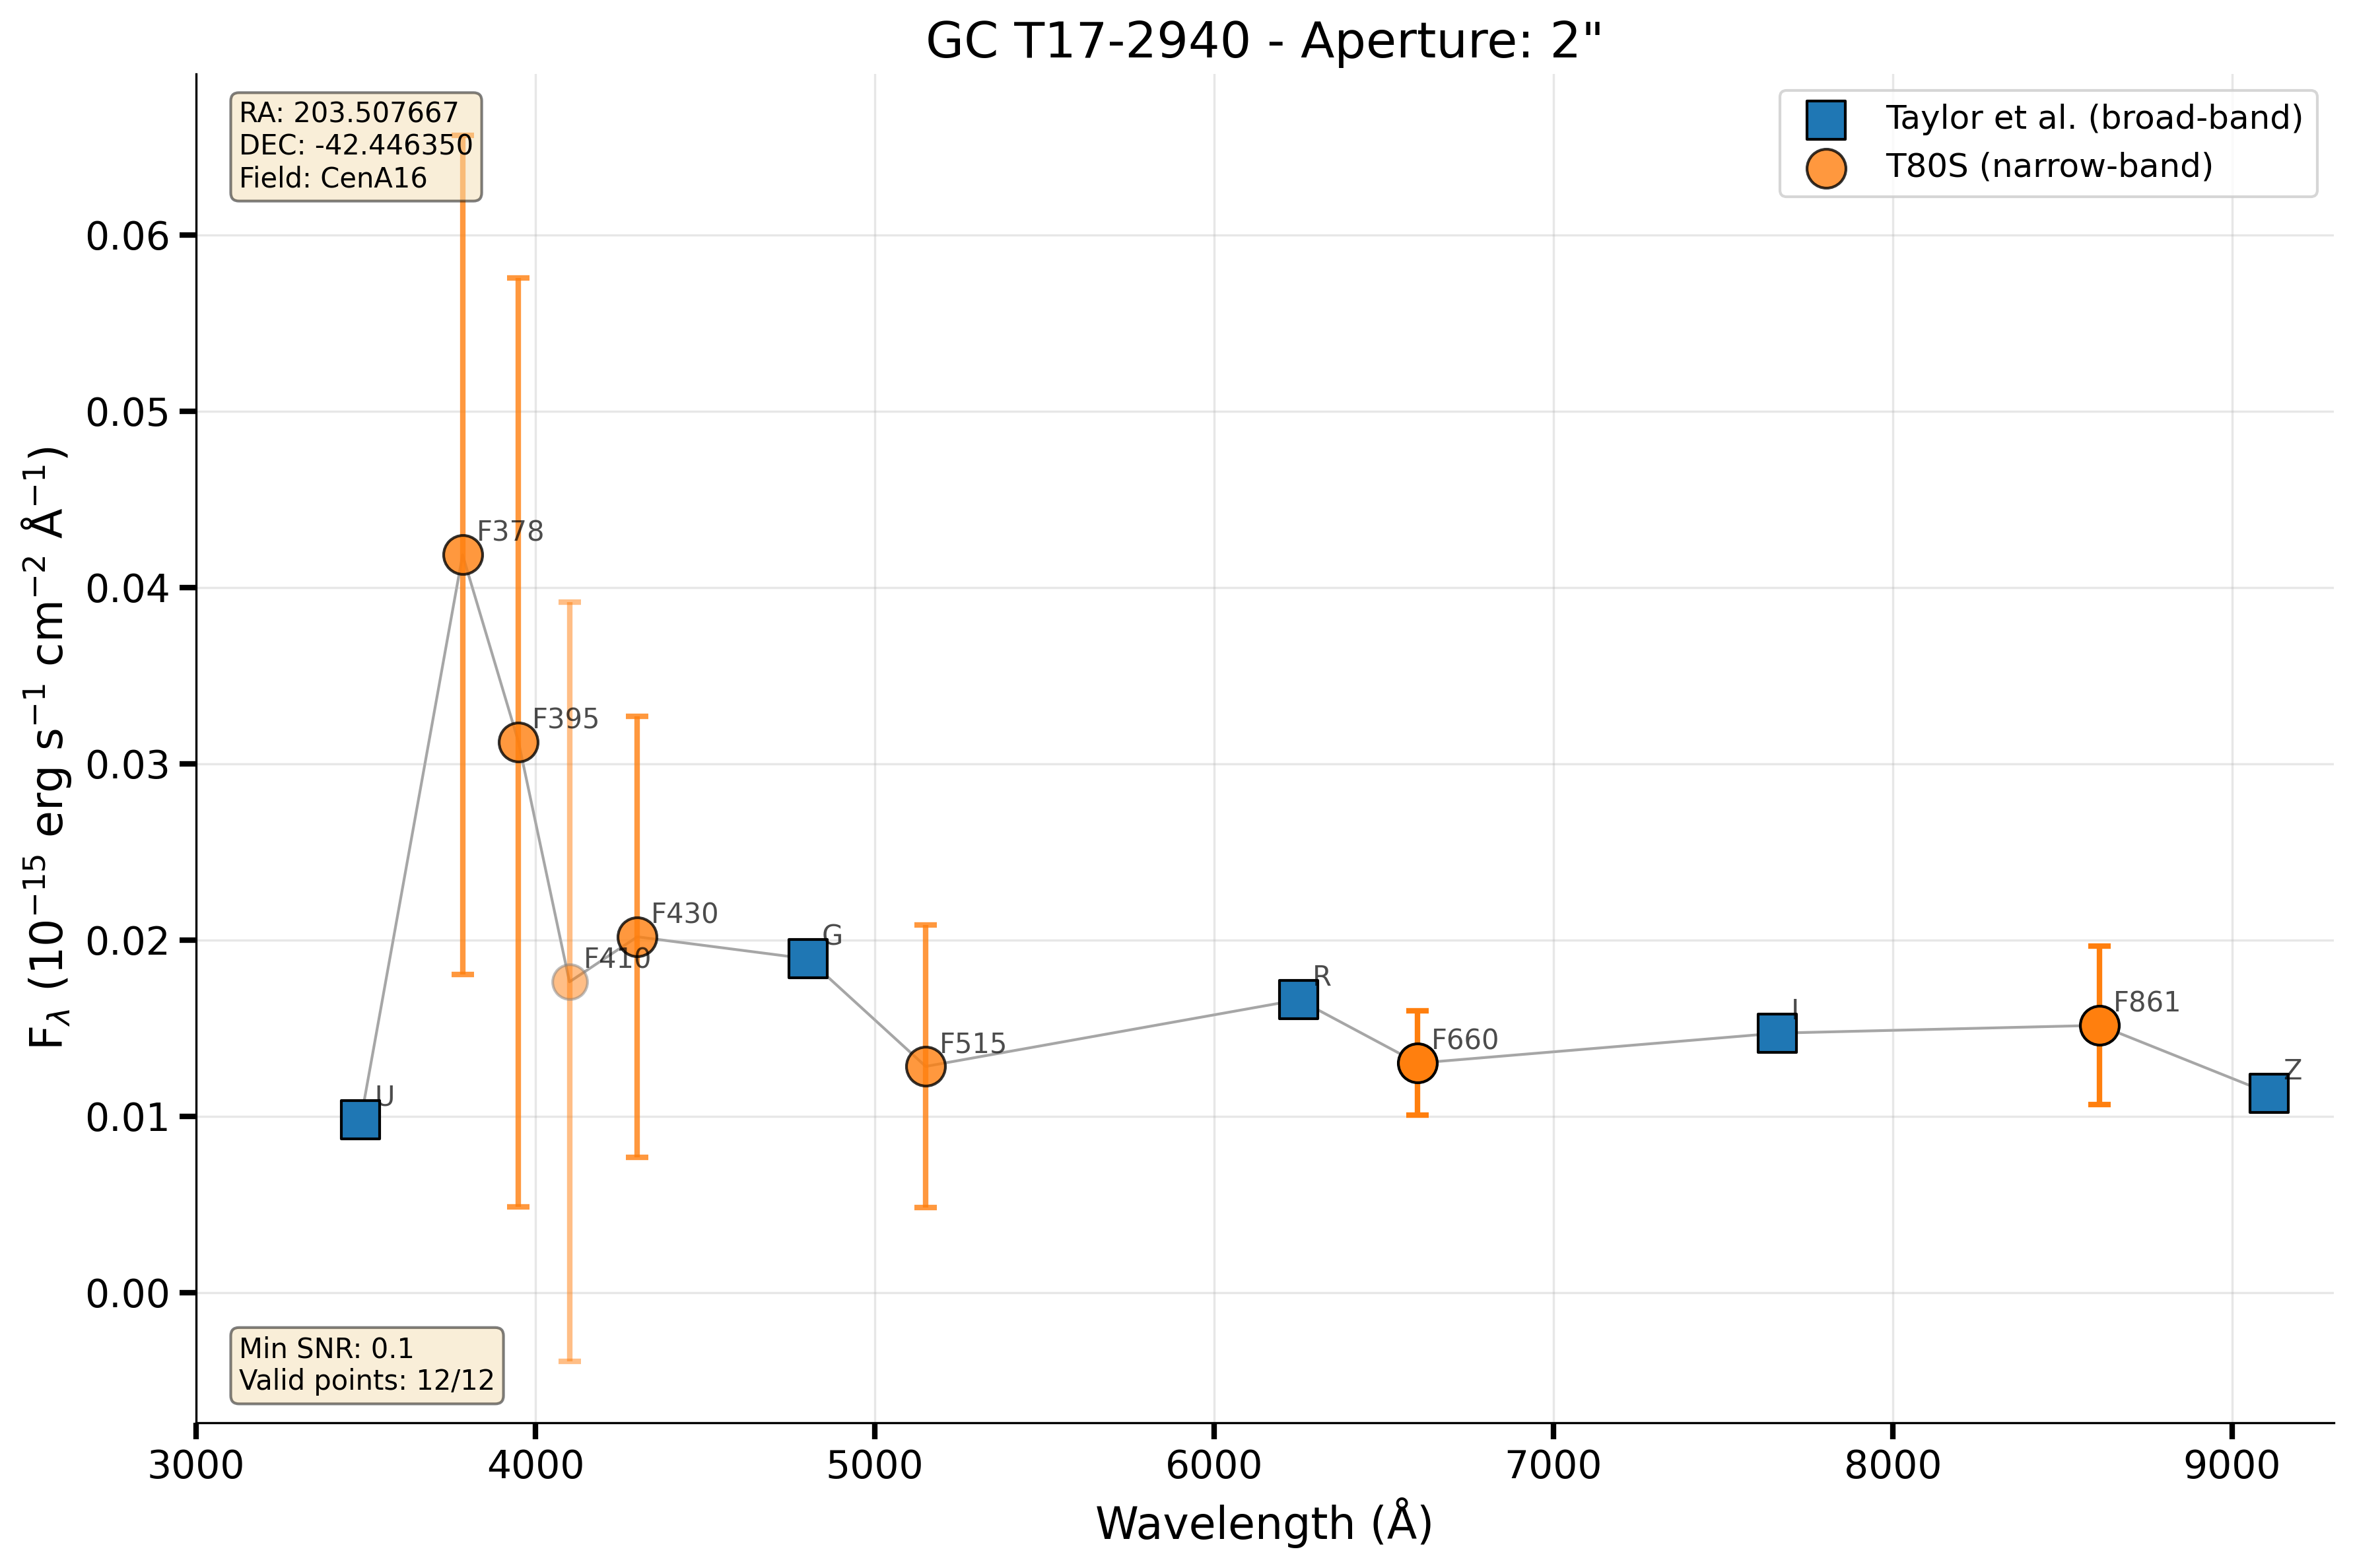 GC T17-2940 - Aperture: 2"
RA: 203.507667
DEC: -42.446350
Field: CenA16
Taylor et al. (broad-band)
T80S (narrow-band)
F$_\lambda$ (10$^{-15}$ erg s$^{-1}$ cm$^{-2}$ Å$^{-1}$)
0.06
0.05
0.04
0.03
0.02
0.01
0.00
U
F378
F395
F410
F430
G
F515
R
F660
I
F861
Z
Min SNR: 0.1
Valid points: 12/12
3000 4000 5000 6000 7000 8000 9000
Wavelength (Å)